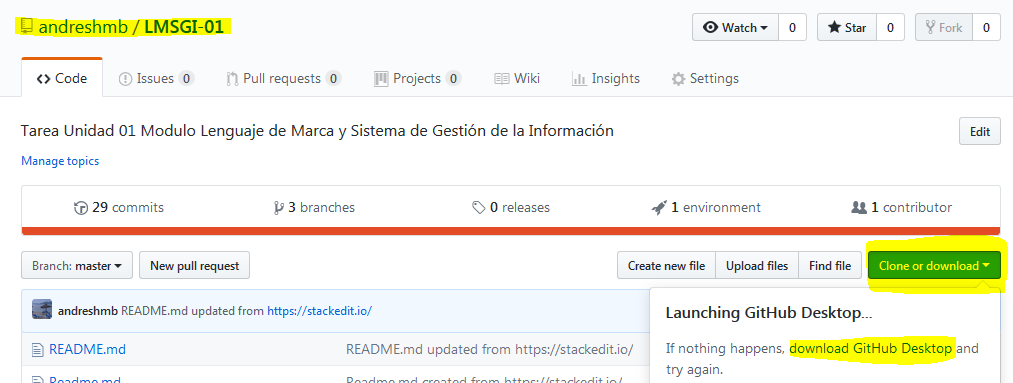 andreshmb / LMSGI-01
Watch 0 Star 0 Fork 0
Code Issues 0 Pull requests 0 Projects 0 Wiki Insights Settings
Tarea Unidad 01 Modulo Lenguaje de Marca y Sistema de Gestión de la Información Edit
Manage topics
29 commits 3 branches 0 releases 1 environment 1 contributor
Branch: master New pull request Create new file Upload files Find file Clone or download
andreshmb README.md updated from https://stackedit.io/
Launching GitHub Desktop...
README.md README.md updated from https://stackedit.io/
If nothing happens, download GitHub Desktop and
try again.
Readme.md Readme.md created from https://stackedit.io/